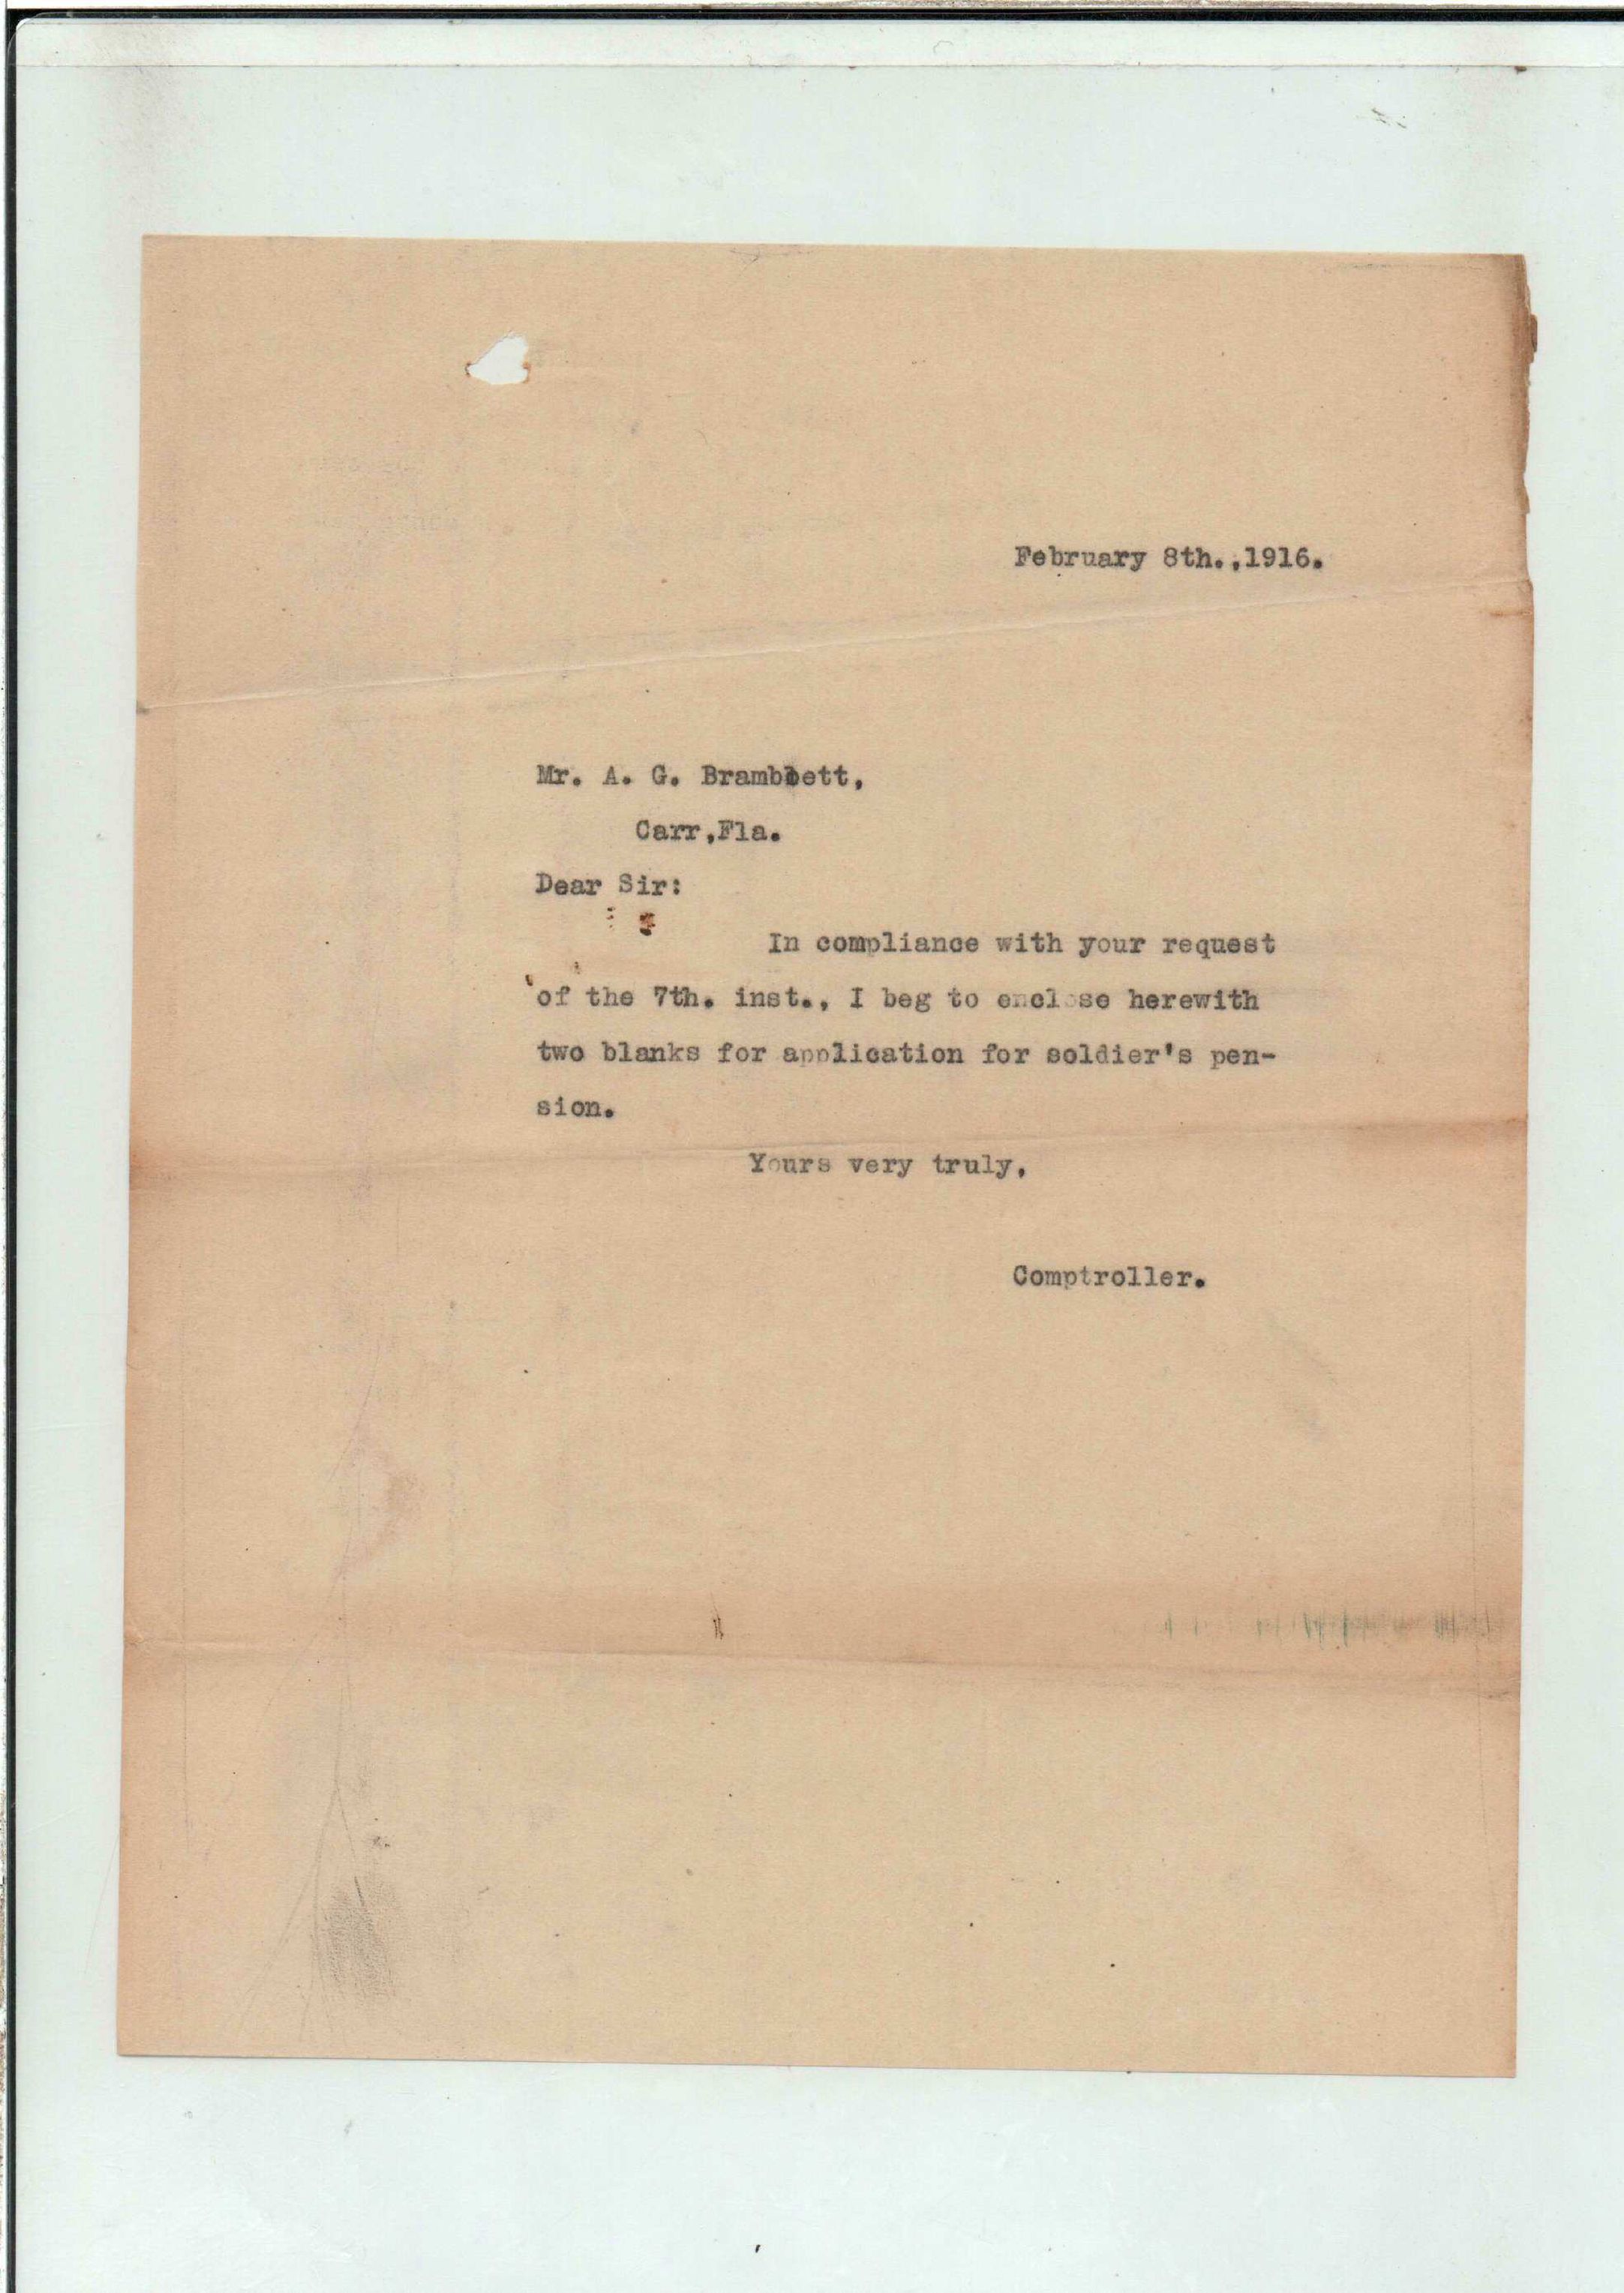 February 8th.,1916.
Mr. A. G. Bramblett,
Carr,Fla.
Dear Sir:
In compliance with your request
of the 7th. inst., I beg to enclose herewith
two blanks for application for soldier's pen-
sion.
Yours very truly,
Comptroller.